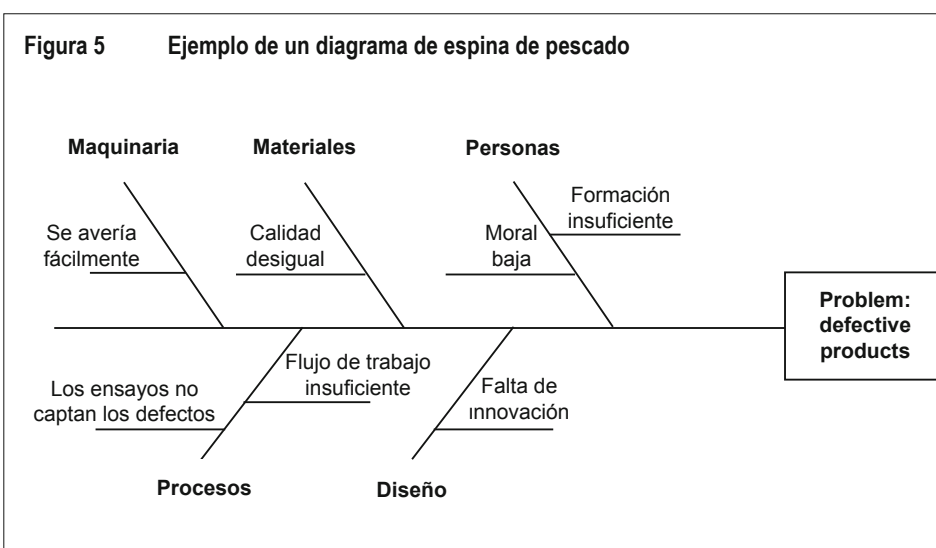 Figura 5 Ejemplo de un diagrama de espina de pescado
Maquinaria
Materiales
Personas
Se avería
fácilmente
Calidad
desigual
Moral
baja
Formación
insuficiente
Problem:
defective
products
Los ensayos no
captan los defectos
Flujo de trabajo
insuficiente
Falta de
innovación
Procesos
Diseño